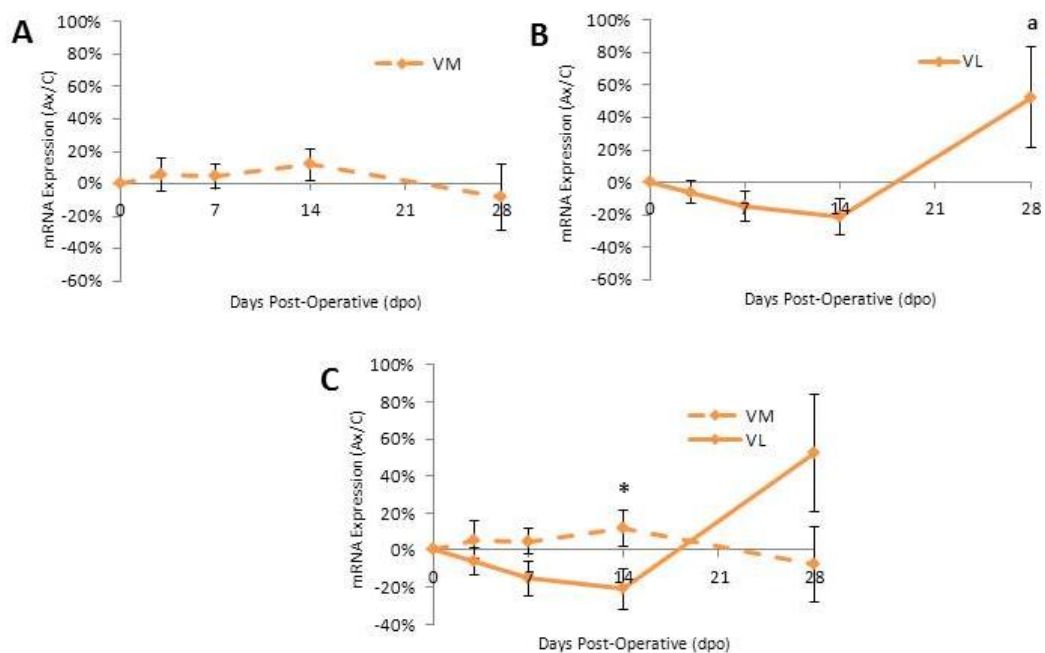 A
mRNA Expression (Ax/C)
100%
80%
60%
40%
20%
0%
-20%
-40%
-60%
VM
0 7 14 21 28
Days Post-Operative (dpo)
B
mRNA Expression (Ax/C)
100%
80%
60%
40%
20%
0%
-20%
-40%
-60%
a
VL
0 7 14 21 28
Days Post-Operative (dpo)
C
mRNA Expression (Ax/C)
100%
80%
60%
40%
20%
0%
-20%
-40%
VM
VL
*
0 7 14 21 28
Days Post-Operative (dpo)